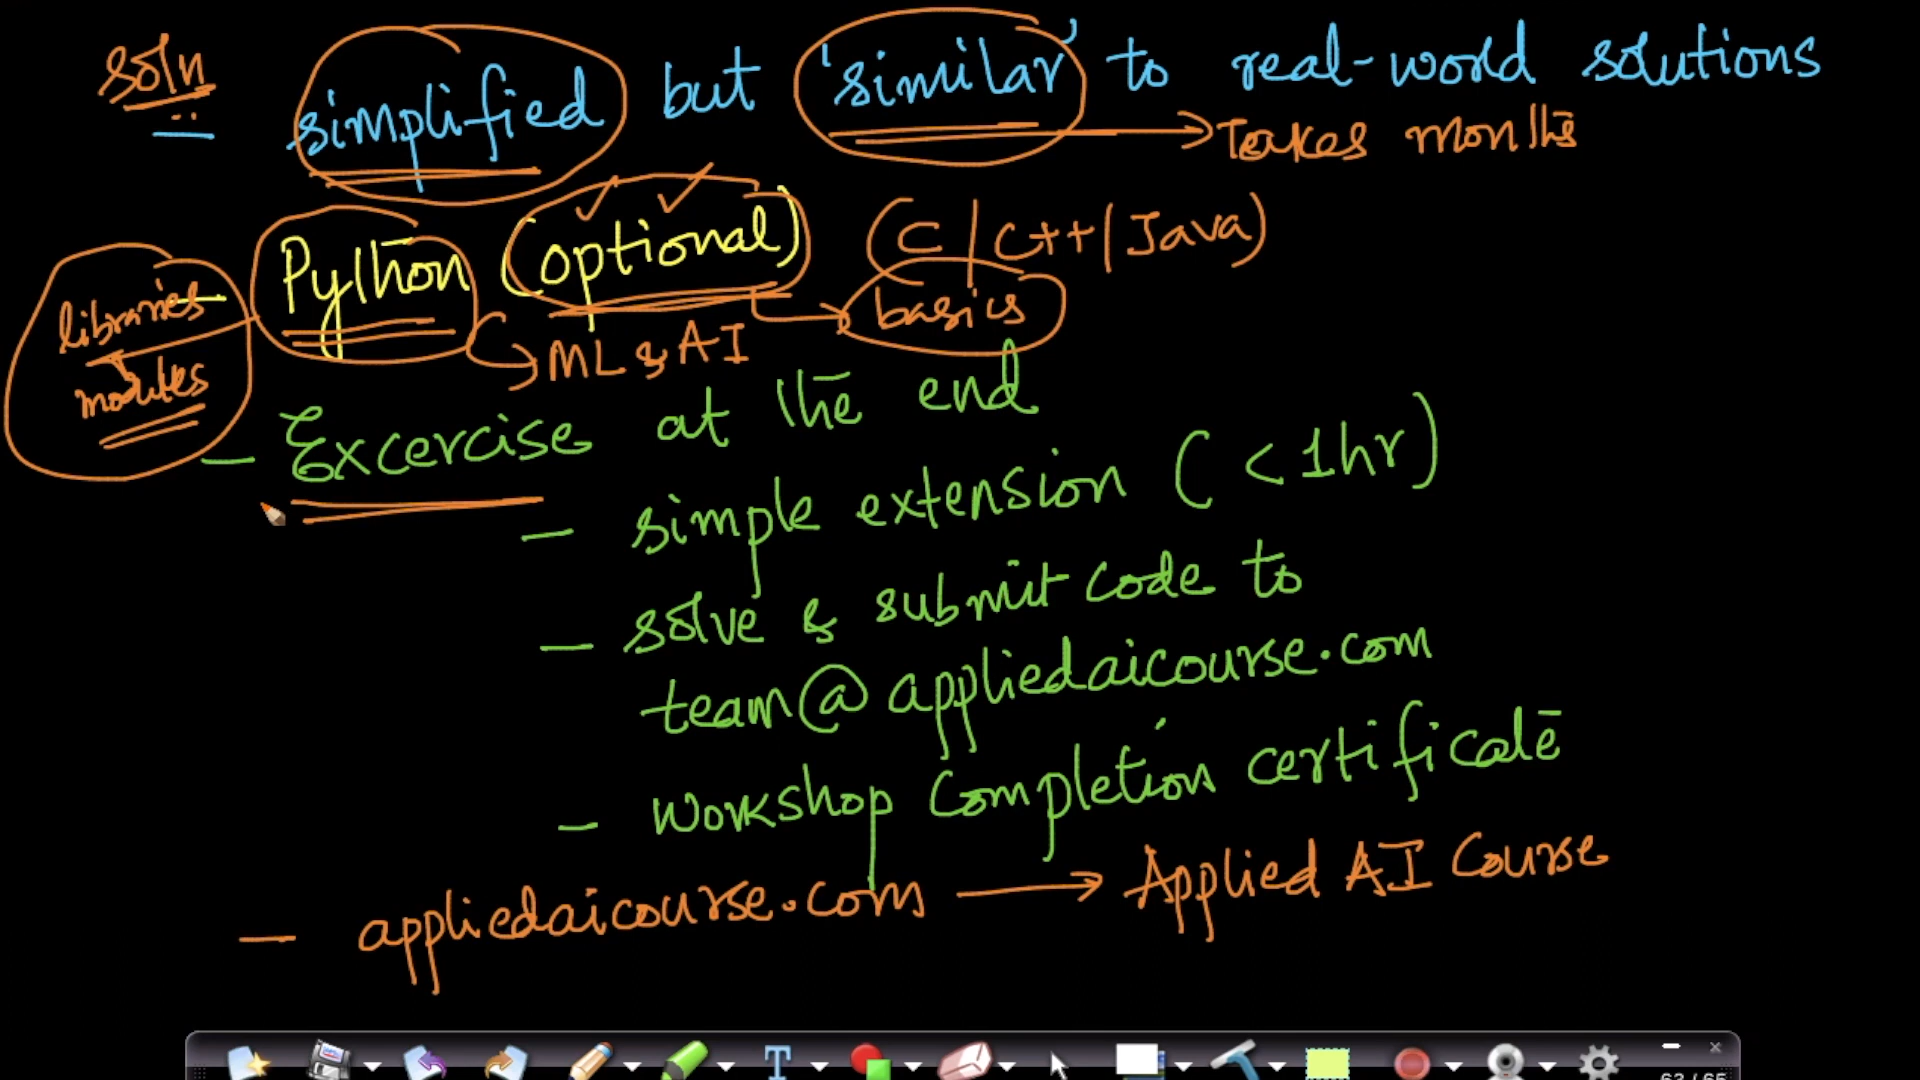 soln simplified but 'similar' to real-world solutions
→ Takes months
- Python (optional) (C | C++ | Java)
libraries
modules
basics
ML & AI
- Excercise at the end
- simple extension (< 1hr)
- solve & submit code to
team@appliedaicourse.com
- Workshop Completion certificate
- appliedaicourse.com → Applied AI Course
T